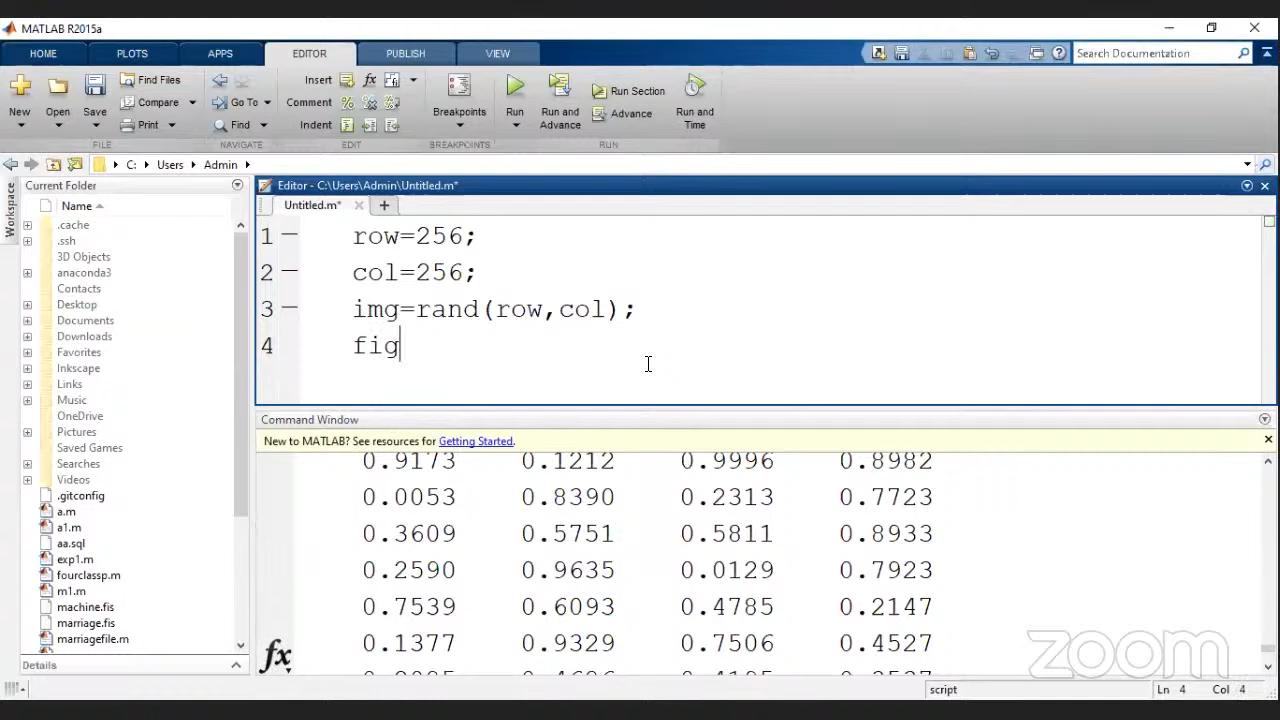 MATLAB R2015a
HOME PLOTS APPS EDITOR PUBLISH VIEW Search Documentation
New Open Save Find Files Compare Print FILE
Go To Find NAVIGATE
Insert fx Comment Indent EDIT
Breakpoints BREAKPOINTS
Run Run and Advance Run Section Advance Run and Time RUN
C: Users Admin
Workspace
Current Folder
Name
.cache
.ssh
3D Objects
anaconda3
Contacts
Desktop
Documents
Downloads
Favorites
Inkscape
Links
Music
OneDrive
Pictures
Saved Games
Searches
Videos
.gitconfig
a.m
a1.m
aa.sql
exp1.m
fourclassp.m
m1.m
machine.fis
marriage.fis
marriagefile.m
Details
Editor - C:\Users\Admin\Untitled.m*
Untitled.m*
1 row=256;
2 col=256;
3 img=rand(row,col);
4 fig
Command Window
New to MATLAB? See resources for Getting Started.
0.9173 0.1212 0.9996 0.8982
0.0053 0.8390 0.2313 0.7723
0.3609 0.5751 0.5811 0.8933
0.2590 0.9635 0.0129 0.7923
0.7539 0.6093 0.4785 0.2147
0.1377 0.9329 0.7506 0.4527
fx
zoom
script Ln 4 Col 4